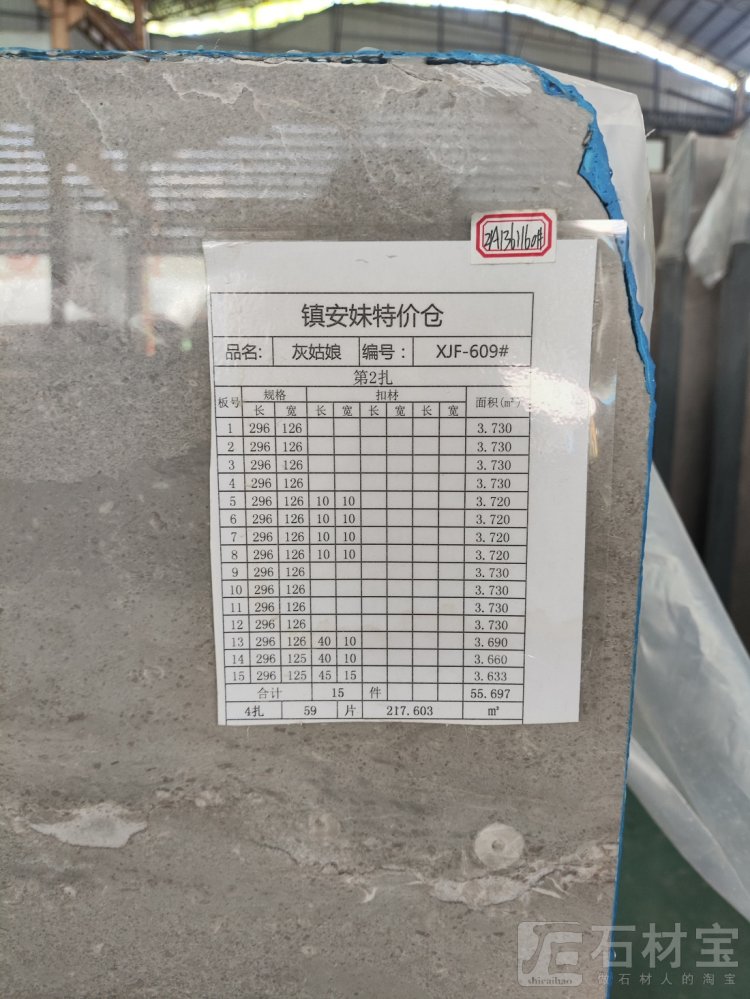 2A1361160#
镇安妹特价仓
品名: 灰姑娘 编号: XJF-609#
第2扎
板号 规格 扣材 面积(m²)
长 宽 长 宽 长 宽 长 宽
1 296 126 3.730
2 296 126 3.730
3 296 126 3.730
4 296 126 3.730
5 296 126 10 10 3.720
6 296 126 10 10 3.720
7 296 126 10 10 3.720
8 296 126 10 10 3.720
9 296 126 3.730
10 296 126 3.730
11 296 126 3.730
12 296 126 3.730
13 296 126 40 10 3.690
14 296 125 40 10 3.660
15 296 125 45 15 3.633
合计 15 件 55.697
4扎 59 片 217.603 m²
石材宝
shicaibao 做石材人的淘宝